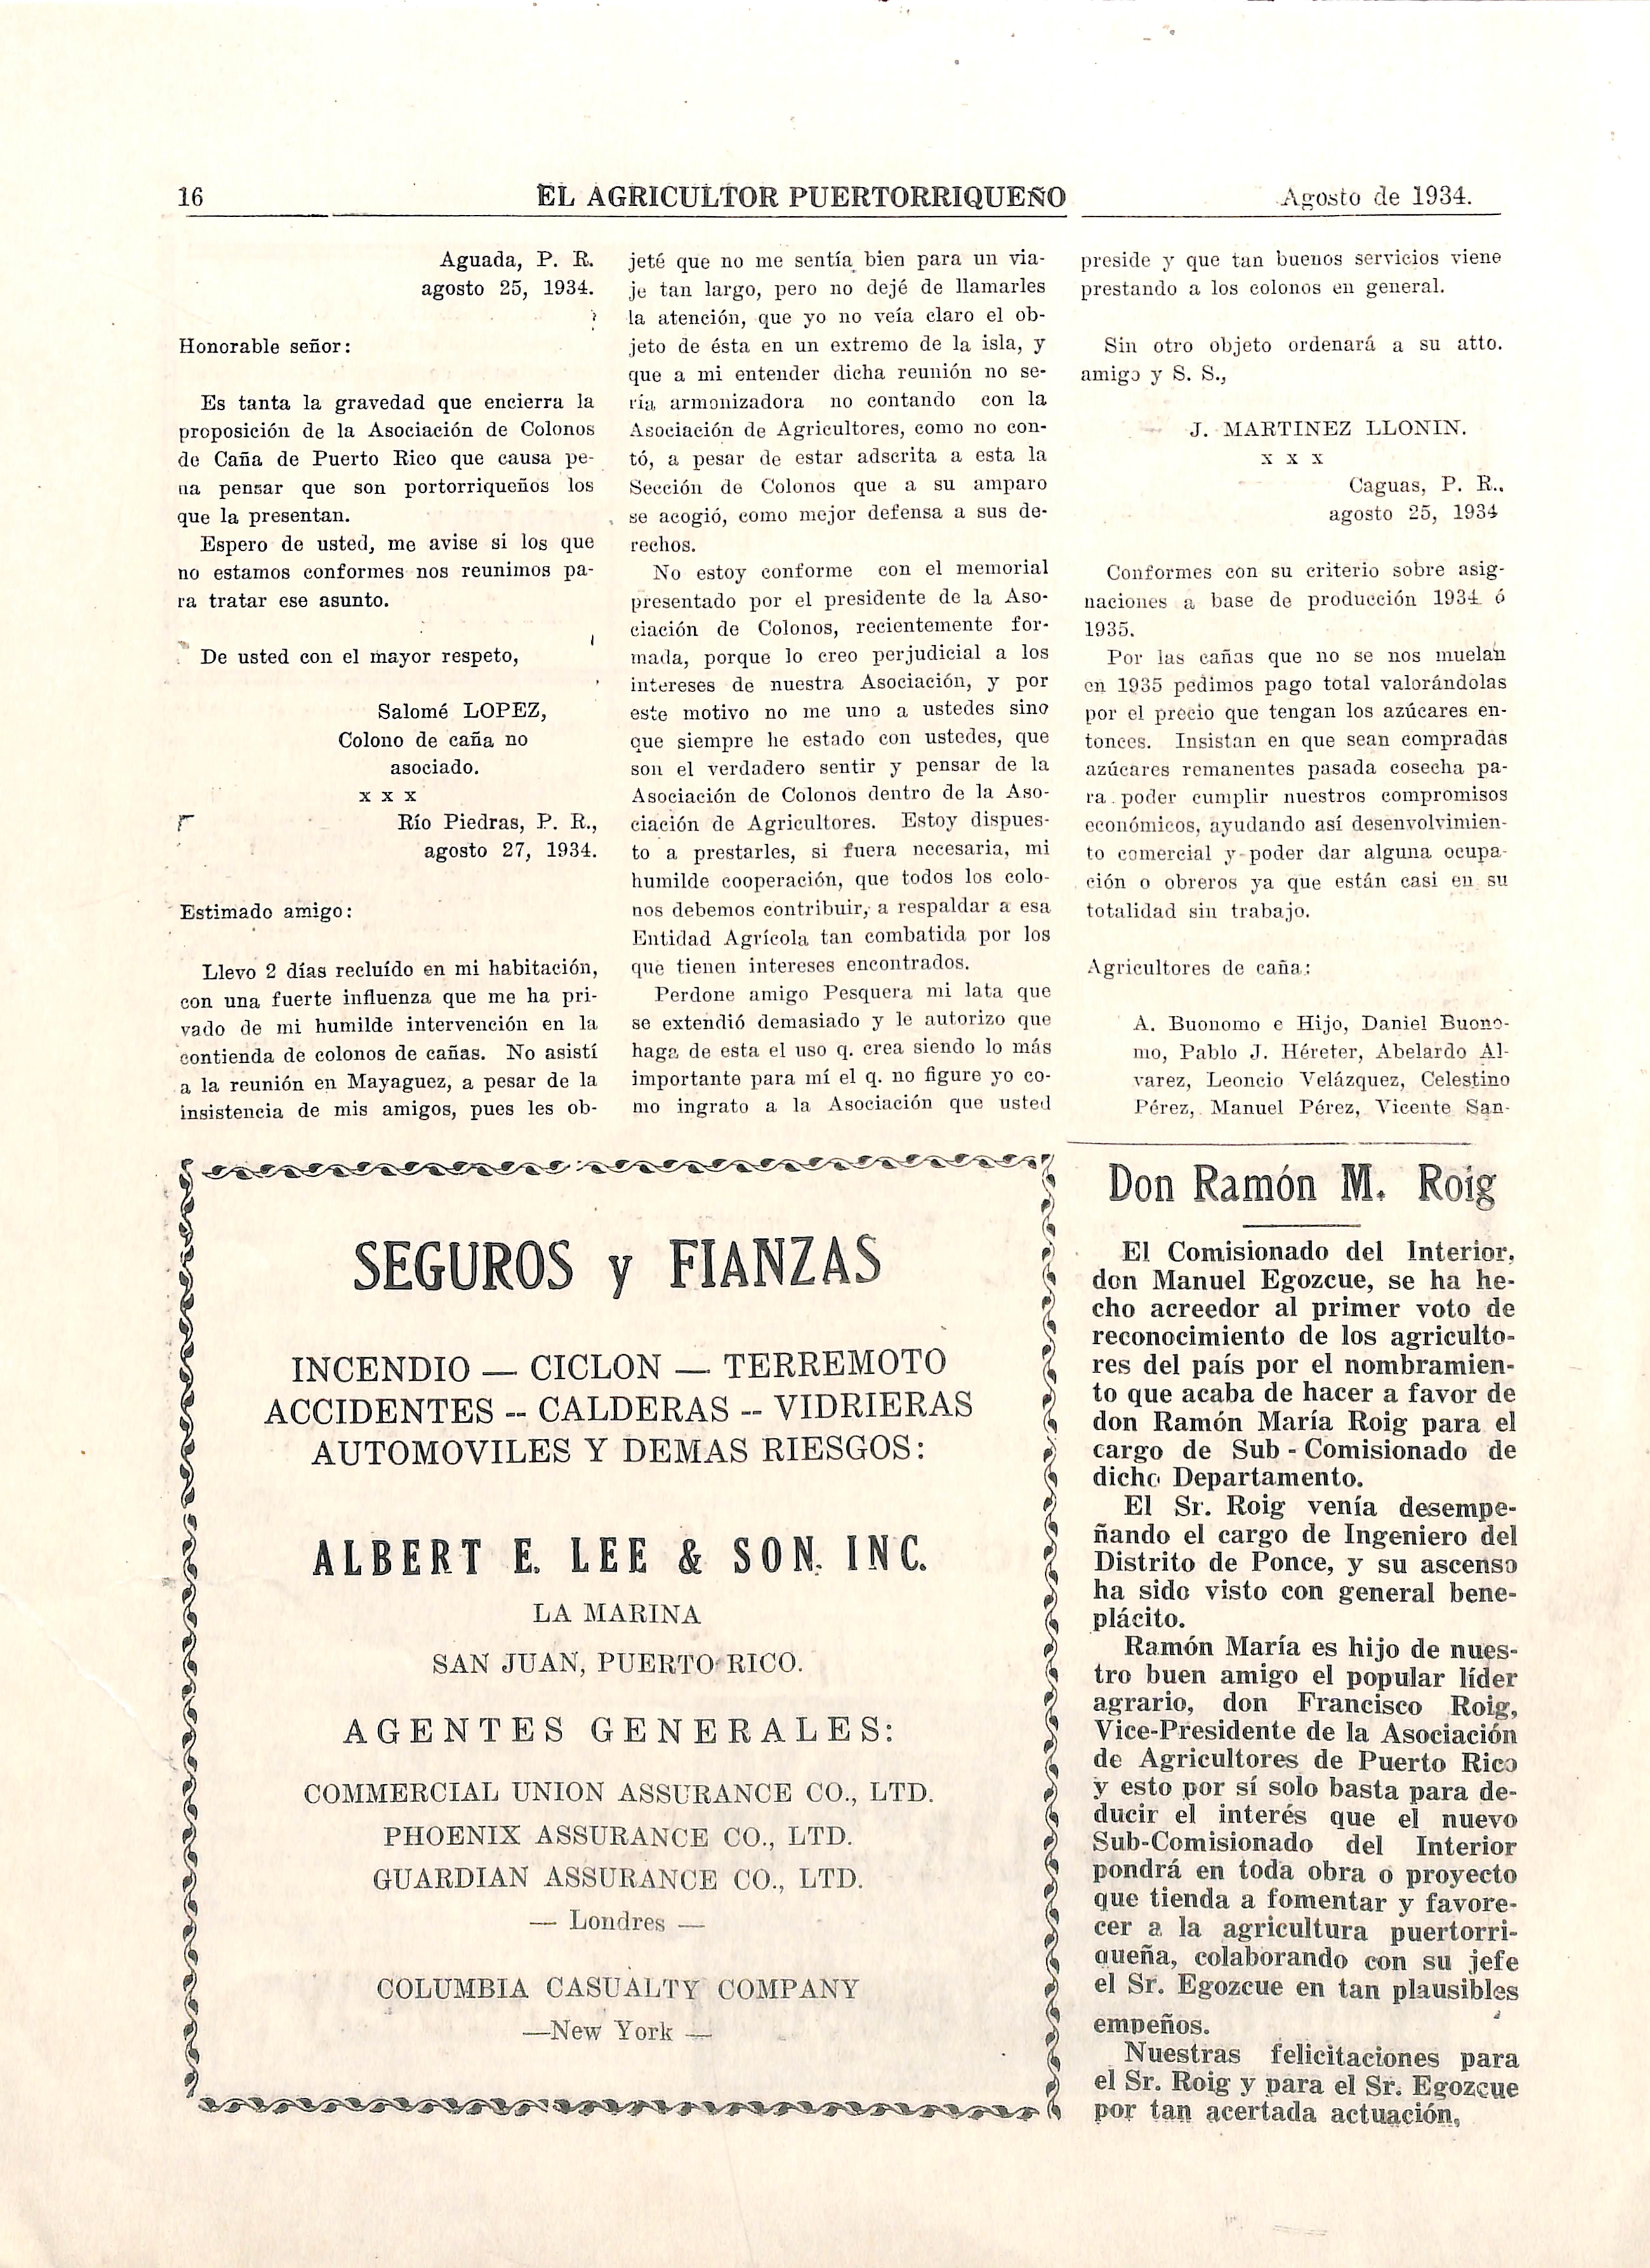 16
EL AGRICULTOR PUERTORRIQUEÑO
Agosto de 1934.
Aguada, P. R.
agosto 25, 1934.
Honorable señor:
Es tanta la gravedad que encierra la
proposición de la Asociación de Colonos
de Caña de Puerto Rico que causa pe-
na pensar que son portorriqueños los
que la presentan.
Espero de usted, me avise si los que
no estamos conformes nos reunimos pa-
ra tratar ese asunto.
De usted con el mayor respeto,
Salomé LOPEZ,
Colono de caña no
asociado.
x x x
Río Piedras, P. R.,
agosto 27, 1934.
Estimado amigo:
Llevo 2 días recluído en mi habitación,
con una fuerte influenza que me ha pri-
vado de mi humilde intervención en la
contienda de colonos de cañas. No asistí
a la reunión en Mayaguez, a pesar de la
insistencia de mis amigos, pues les ob-
jeté que no me sentía bien para un via-
je tan largo, pero no dejé de llamarles
la atención, que yo no veía claro el ob-
jeto de ésta en un extremo de la isla, y
que a mi entender dicha reunión no se-
ría armonizadora no contando con la
Asociación de Agricultores, como no con-
tó, a pesar de estar adscrita a esta la
Sección de Colonos que a su amparo
se acogió, como mejor defensa a sus de-
rechos.
No estoy conforme con el memorial
presentado por el presidente de la Aso-
ciación de Colonos, recientemente for-
mada, porque lo creo perjudicial a los
intereses de nuestra Asociación, y por
este motivo no me uno a ustedes sino
que siempre he estado con ustedes, que
son el verdadero sentir y pensar de la
Asociación de Colonos dentro de la Aso-
ciación de Agricultores. Estoy dispues-
to a prestarles, si fuera necesaria, mi
humilde cooperación, que todos los colo-
nos debemos contribuir, a respaldar a esa
Entidad Agrícola tan combatida por los
que tienen intereses encontrados.
Perdone amigo Pesquera mi lata que
se extendió demasiado y le autorizo que
haga de esta el uso q. crea siendo lo más
importante para mí el q. no figure yo co-
mo ingrato a la Asociación que usted
preside y que tan buenos servicios viene
prestando a los colonos en general.
Sin otro objeto ordenará a su atto.
amigo y S. S.,
J. MARTINEZ LLONIN.
x x x
Caguas, P. R.,
agosto 25, 1934
Conformes con su criterio sobre asig-
naciones a base de producción 1934 ó
1935.
Por las cañas que no se nos muelan
en 1935 pedimos pago total valorándolas
por el precio que tengan los azúcares en-
tonces. Insistan en que sean compradas
azúcares remanentes pasada cosecha pa-
ra poder cumplir nuestros compromisos
económicos, ayudando así desenvolvimien-
to comercial y poder dar alguna ocupa-
ción o obreros ya que están casi en su
totalidad sin trabajo.
Agricultores de caña:
A. Buonomo e Hijo, Daniel Buono-
mo, Pablo J. Héreter, Abelardo Al-
varez, Leoncio Velázquez, Celestino
Pérez, Manuel Pérez, Vicente San-
SEGUROS y FIANZAS
INCENDIO — CICLON — TERREMOTO
ACCIDENTES -- CALDERAS -- VIDRIERAS
AUTOMOVILES Y DEMAS RIESGOS:
ALBERT E. LEE & SON, INC.
LA MARINA
SAN JUAN, PUERTO RICO.
AGENTES GENERALES:
COMMERCIAL UNION ASSURANCE CO., LTD.
PHOENIX ASSURANCE CO., LTD.
GUARDIAN ASSURANCE CO., LTD.
— Londres —
COLUMBIA CASUALTY COMPANY
—New York —
Don Ramón M. Roig
El Comisionado del Interior,
don Manuel Egozcue, se ha he-
cho acreedor al primer voto de
reconocimiento de los agriculto-
res del país por el nombramien-
to que acaba de hacer a favor de
don Ramón María Roig para el
cargo de Sub - Comisionado de
dicho Departamento.
El Sr. Roig venía desempe-
ñando el cargo de Ingeniero del
Distrito de Ponce, y su ascenso
ha sido visto con general bene-
plácito.
Ramón María es hijo de nues-
tro buen amigo el popular líder
agrario, don Francisco Roig,
Vice-Presidente de la Asociación
de Agricultores de Puerto Rico
y esto por sí solo basta para de-
ducir el interés que el nuevo
Sub-Comisionado del Interior
pondrá en toda obra o proyecto
que tienda a fomentar y favore-
cer a la agricultura puertorri-
queña, colaborando con su jefe
el Sr. Egozcue en tan plausibles
empeños.
Nuestras felicitaciones para
el Sr. Roig y para el Sr. Egozcue
por tan acertada actuación,